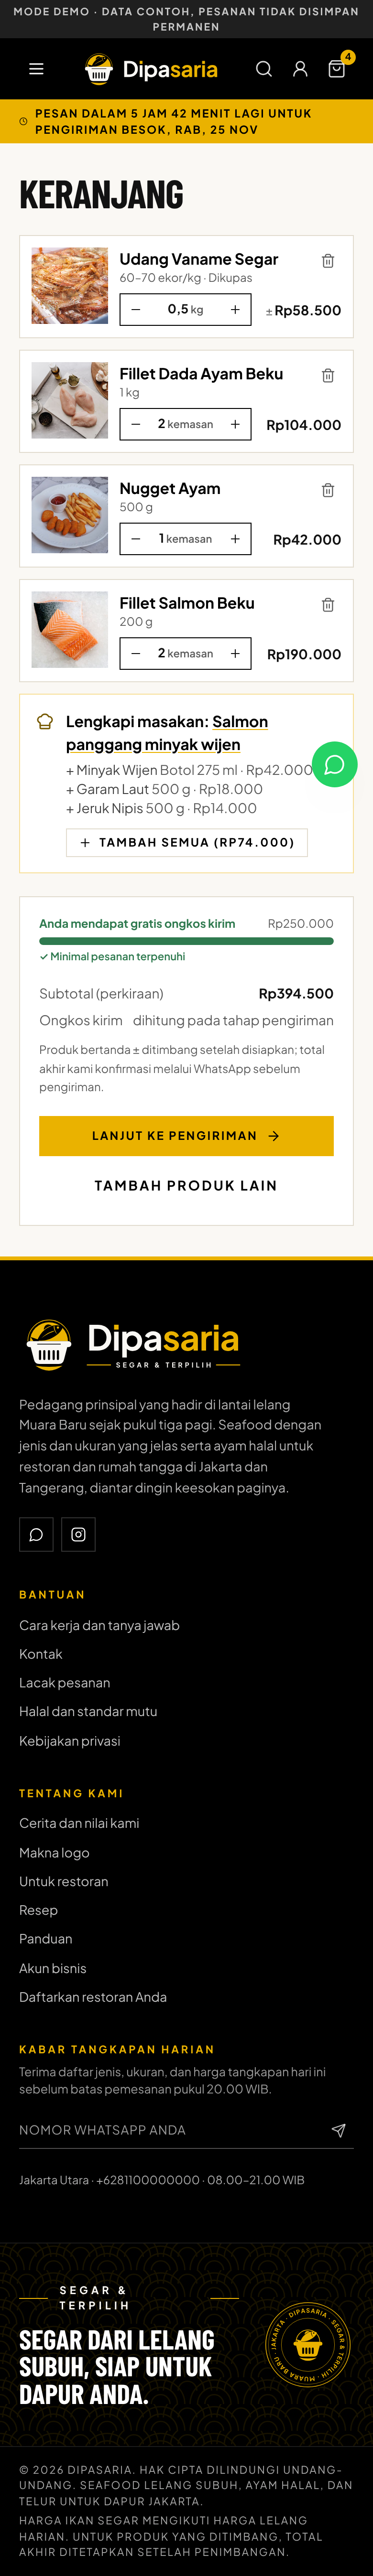 MODE DEMO · DATA CONTOH, PESANAN TIDAK DISIMPAN
PERMANEN
Dipasaria
4
PESAN DALAM 5 JAM 42 MENIT LAGI UNTUK
PENGIRIMAN BESOK, RAB, 25 NOV
KERANJANG
Udang Vaname Segar
60–70 ekor/kg · Dikupas
0,5 kg
± Rp58.500
Fillet Dada Ayam Beku
1 kg
2 kemasan
Rp104.000
Nugget Ayam
500 g
1 kemasan
Rp42.000
Fillet Salmon Beku
200 g
2 kemasan
Rp190.000
Lengkapi masakan: Salmon
panggang minyak wijen
+ Minyak Wijen Botol 275 ml · Rp42.000
+ Garam Laut 500 g · Rp18.000
+ Jeruk Nipis 500 g · Rp14.000
+ TAMBAH SEMUA (RP74.000)
Anda mendapat gratis ongkos kirim Rp250.000
✓ Minimal pesanan terpenuhi
Subtotal (perkiraan) Rp394.500
Ongkos kirim dihitung pada tahap pengiriman
Produk bertanda ± ditimbang setelah disiapkan; total
akhir kami konfirmasi melalui WhatsApp sebelum
pengiriman.
LANJUT KE PENGIRIMAN →
TAMBAH PRODUK LAIN
Dipasaria
SEGAR & TERPILIH
Pedagang prinsipal yang hadir di lantai lelang
Muara Baru sejak pukul tiga pagi. Seafood dengan
jenis dan ukuran yang jelas serta ayam halal untuk
restoran dan rumah tangga di Jakarta dan
Tangerang, diantar dingin keesokan paginya.
BANTUAN
Cara kerja dan tanya jawab
Kontak
Lacak pesanan
Halal dan standar mutu
Kebijakan privasi
TENTANG KAMI
Cerita dan nilai kami
Makna logo
Untuk restoran
Resep
Panduan
Akun bisnis
Daftarkan restoran Anda
KABAR TANGKAPAN HARIAN
Terima daftar jenis, ukuran, dan harga tangkapan hari ini
sebelum batas pemesanan pukul 20.00 WIB.
NOMOR WHATSAPP ANDA
Jakarta Utara · +6281100000000 · 08.00–21.00 WIB
SEGAR &
TERPILIH
SEGAR DARI LELANG
SUBUH, SIAP UNTUK
DAPUR ANDA.
DIPASARIA · SEGAR & TERPILIH · MUARA BARU · JAKARTA ·
© 2026 DIPASARIA. HAK CIPTA DILINDUNGI UNDANG-
UNDANG. SEAFOOD LELANG SUBUH, AYAM HALAL, DAN
TELUR UNTUK DAPUR JAKARTA.
HARGA IKAN SEGAR MENGIKUTI HARGA LELANG
HARIAN. UNTUK PRODUK YANG DITIMBANG, TOTAL
AKHIR DITETAPKAN SETELAH PENIMBANGAN.